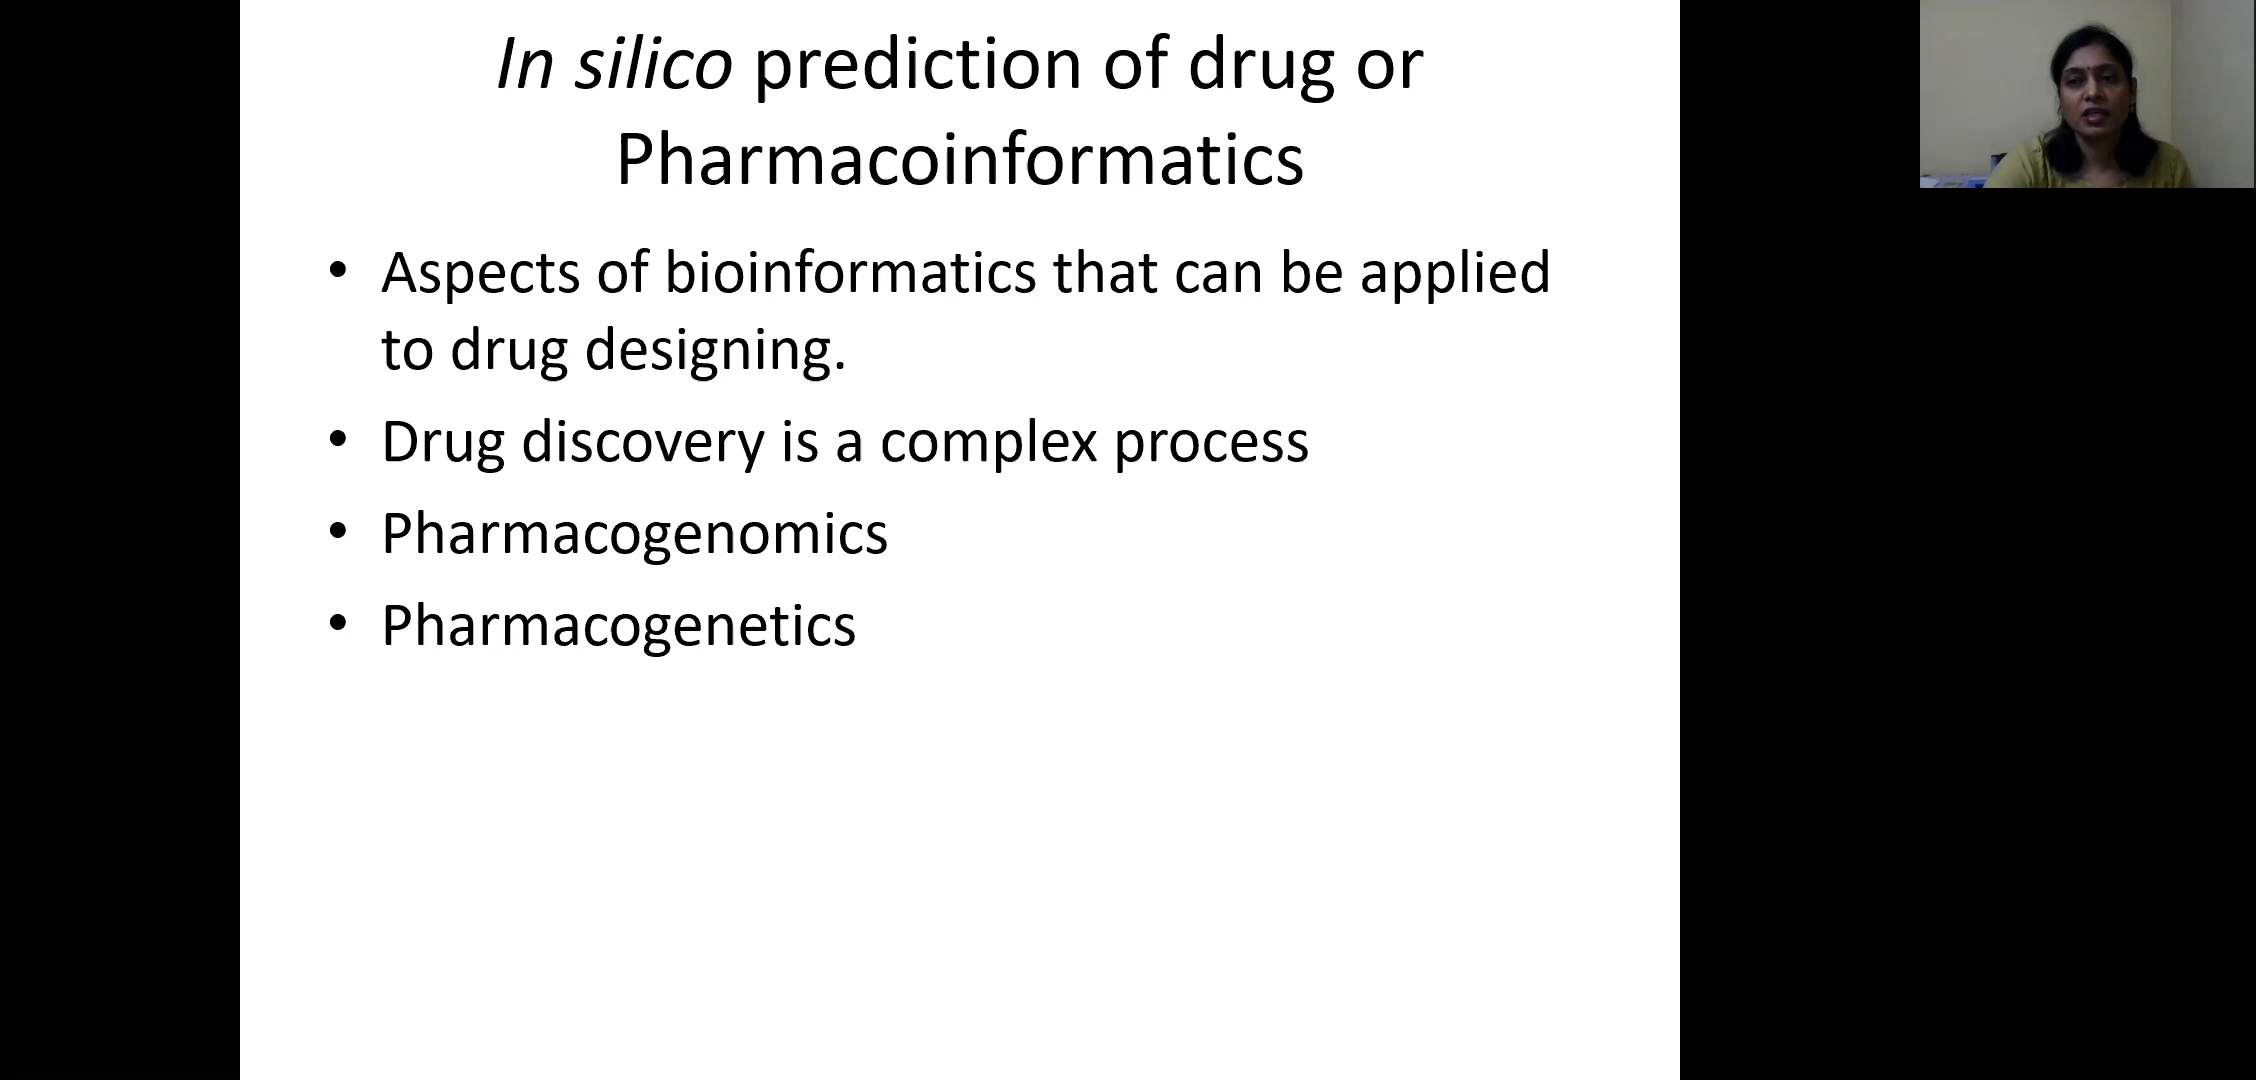 In silico prediction of drug or
Pharmacoinformatics
• Aspects of bioinformatics that can be applied
to drug designing.
• Drug discovery is a complex process
• Pharmacogenomics
• Pharmacogenetics